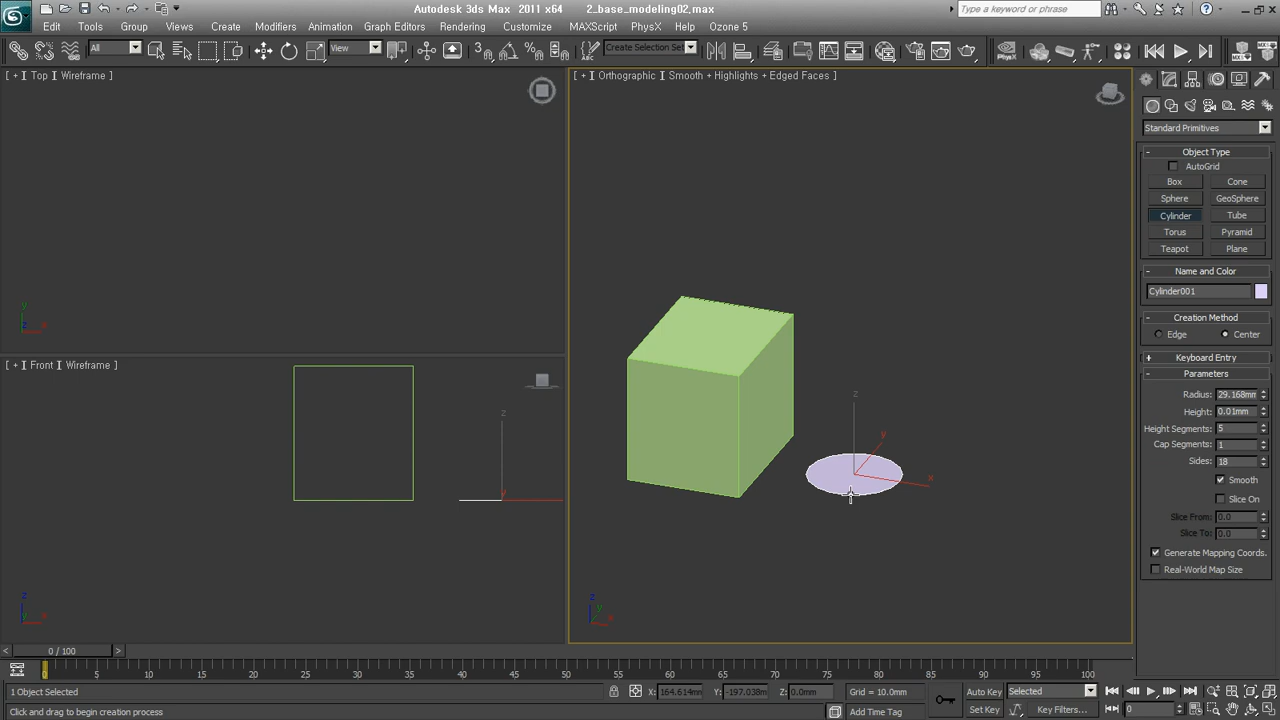 Autodesk 3ds Max 2011 x64 2_base_modeling02.max
Type a keyword or phrase
Edit Tools Group Views Create Modifiers Animation Graph Editors Rendering Customize MAXScript PhysX Ozone 5
All View Create Selection Set
[ + ] Top ] Wireframe ]
[ + ] Orthographic ] Smooth + Highlights + Edged Faces ]
Standard Primitives
- Object Type
AutoGrid
Box Cone
Sphere GeoSphere
Cylinder Tube
Torus Pyramid
Teapot Plane
- Name and Color
Cylinder001
- Creation Method
Edge Center
+ Keyboard Entry
- Parameters
Radius: 29.168mm
Height: 0.01mm
Height Segments: 5
Cap Segments: 1
Sides: 18
Smooth
Slice On
Slice From: 0.0
Slice To: 0.0
Generate Mapping Coords.
Real-World Map Size
y
z x
[ + ] Front ] Wireframe ]
z
y
z
y
x
z
y
x
z
y x
< 0 / 100 >
0 5 10 15 20 25 30 35 40 45 50 55 60 65 70 75 80 85 90 95 100
1 Object Selected X: 164.614mm Y: -197.038mm Z: 0.0mm Grid = 10.0mm Auto Key Selected
Click and drag to begin creation process Add Time Tag Set Key Key Filters... 0